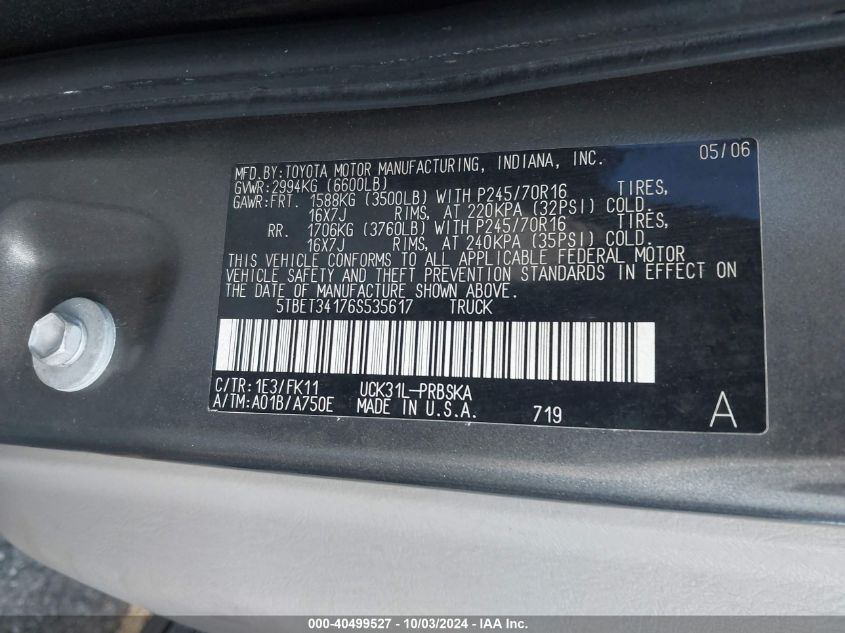 MFD.BY:TOYOTA MOTOR MANUFACTURING, INDIANA, INC. 05/06
GVWR:2994KG (6600LB)
GAWR:FRT. 1588KG (3500LB) WITH P245/70R16 TIRES,
16X7J RIMS, AT 220KPA (32PSI) COLD.
RR. 1706KG (3760LB) WITH P245/70R16 TIRES,
16X7J RIMS, AT 240KPA (35PSI) COLD.
THIS VEHICLE CONFORMS TO ALL APPLICABLE FEDERAL MOTOR
VEHICLE SAFETY AND THEFT PREVENTION STANDARDS IN EFFECT ON
THE DATE OF MANUFACTURE SHOWN ABOVE.
5TBET34176S535617 TRUCK
C/TR:1E3/FK11 UCK31L-PRBSKA
A/TM:A01B/A750E MADE IN U.S.A. 719 A
000-40499527 - 10/03/2024 - IAA Inc.